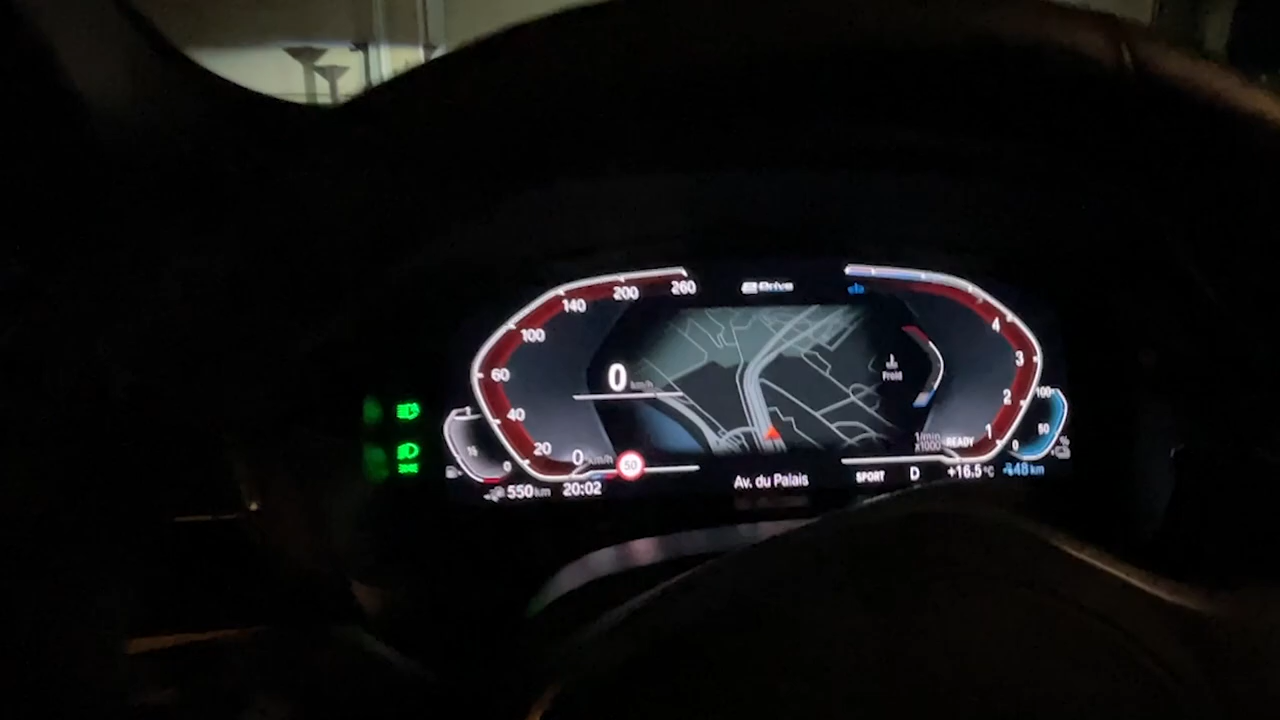 260
200
140
100
60
40
20
0 km/h
eDrive
0 km/h
Froid
4
3
2
1
1/min
x1000
READY
100
50
0
%
1
0
50
550 km
20:02
Av. du Palais
SPORT
D
+16.5°C
48 km